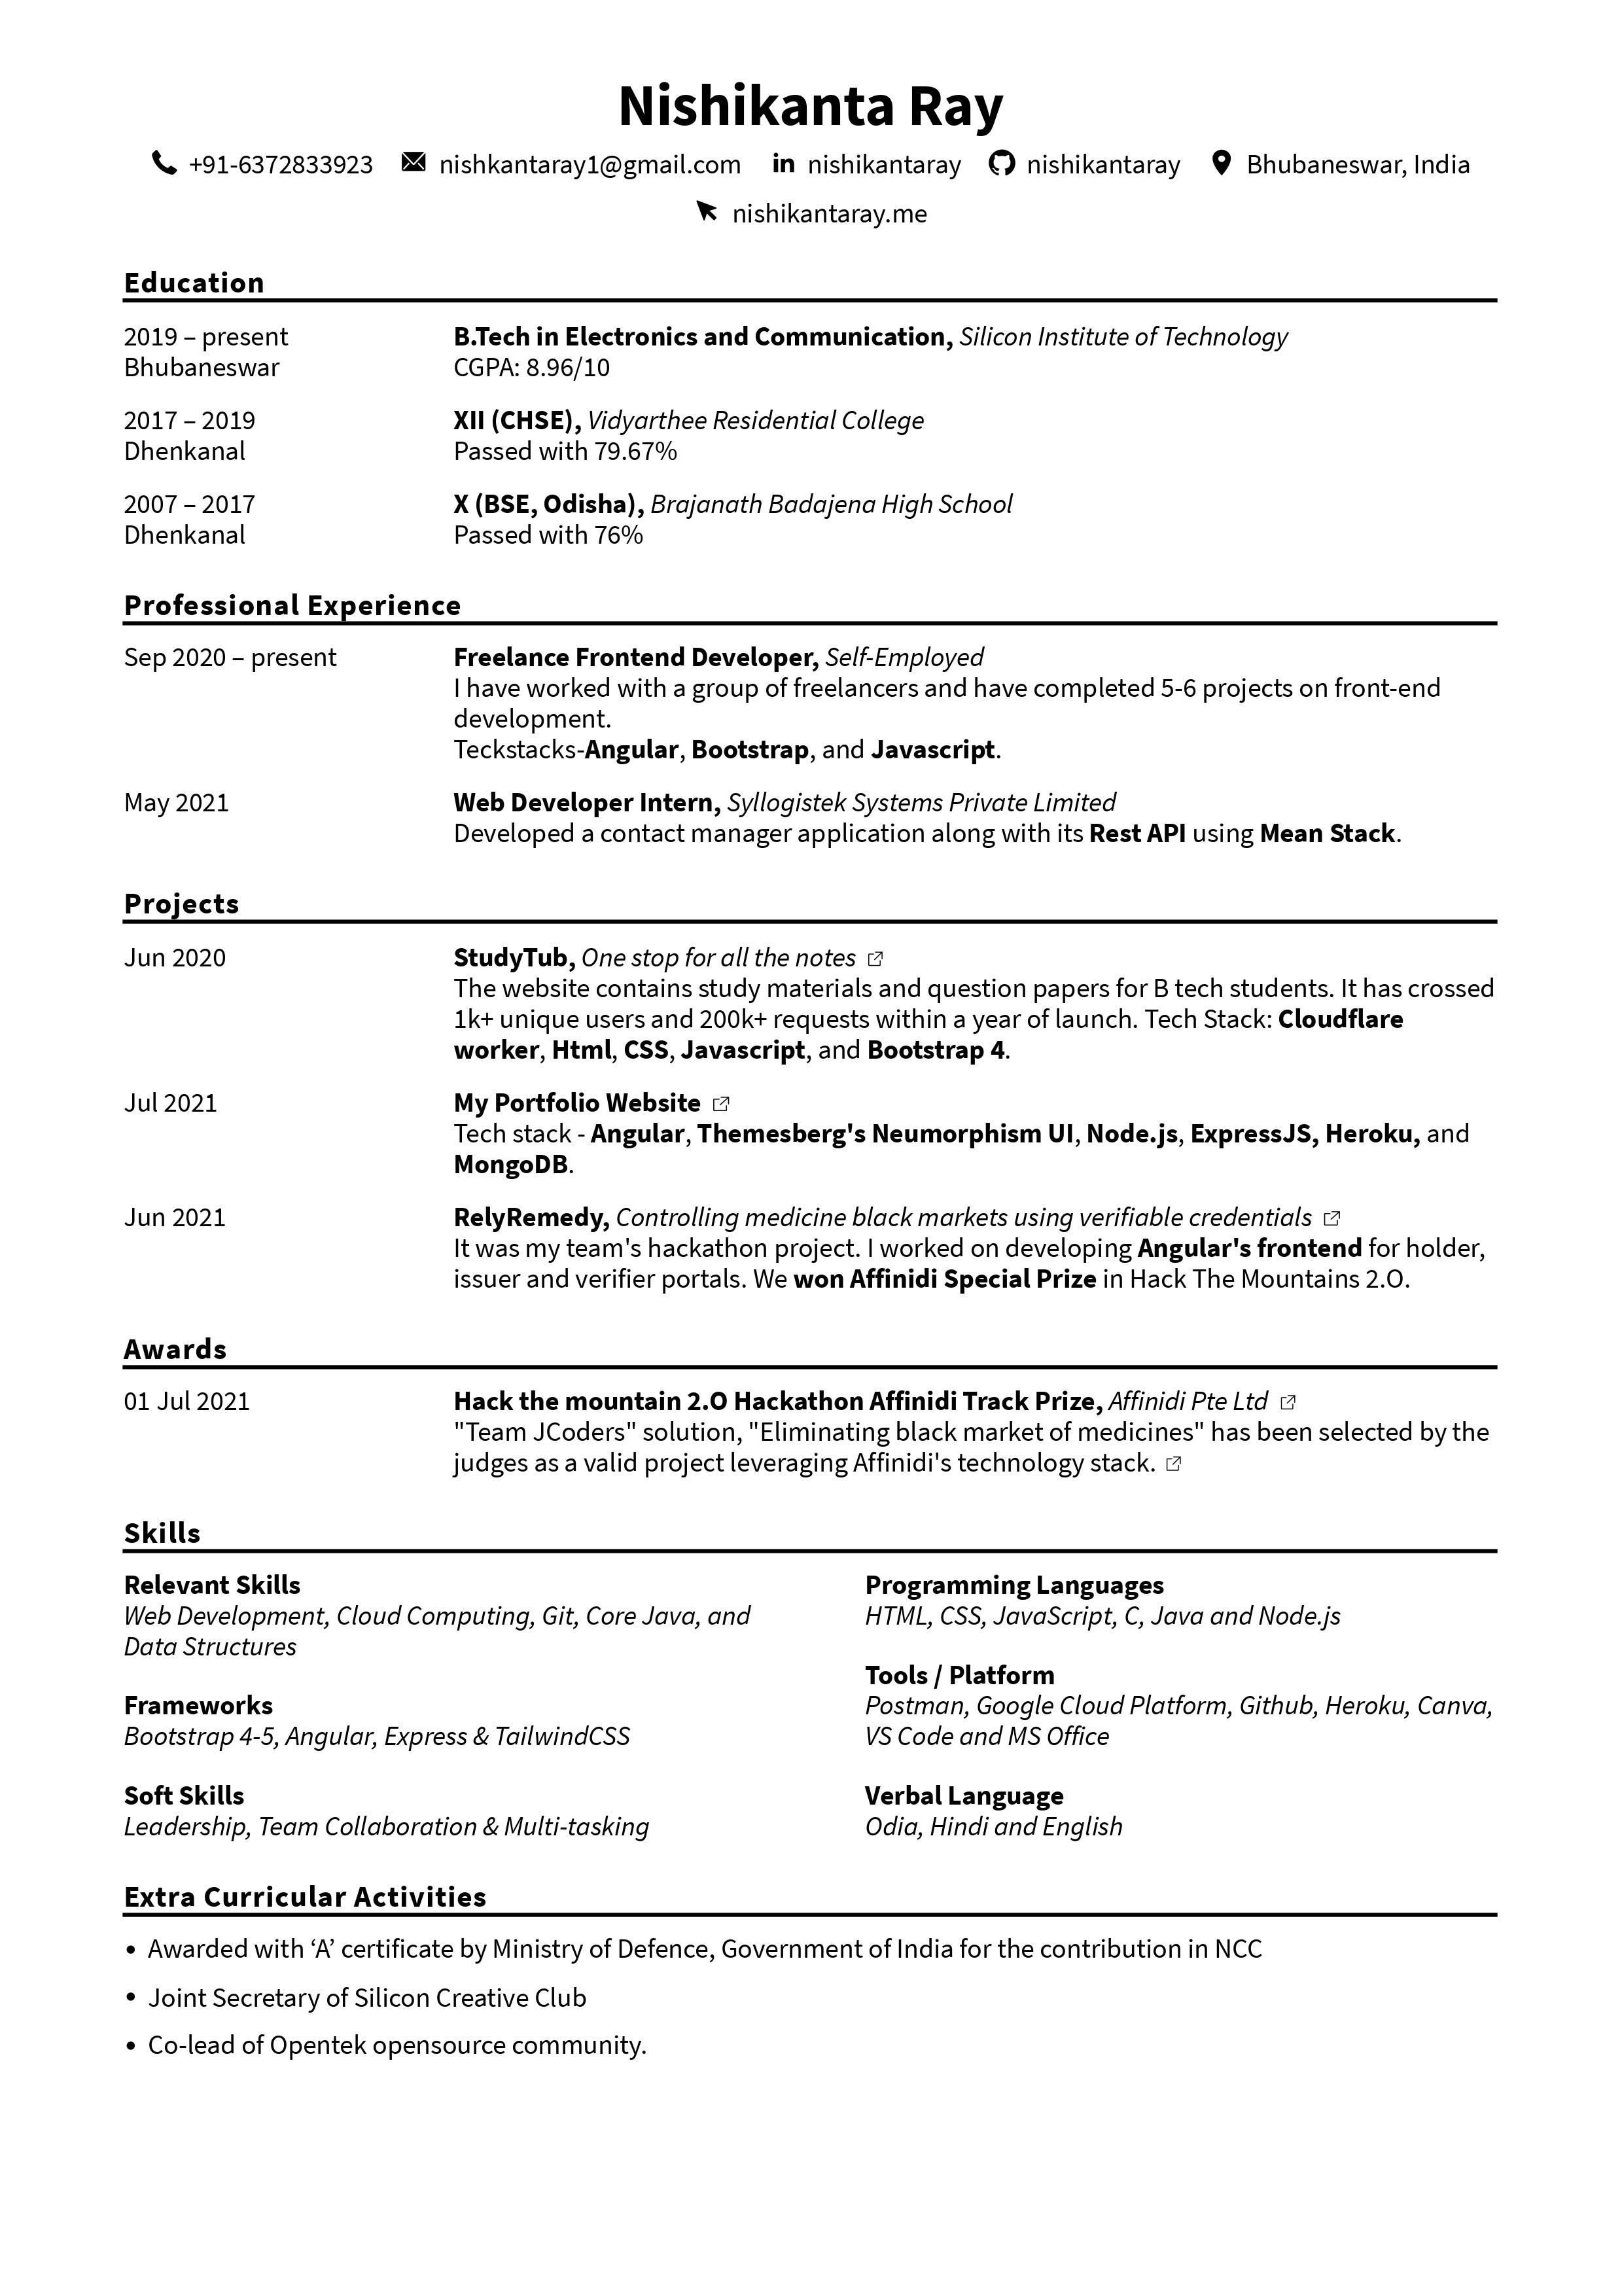 Nishikanta Ray
+91-6372833923 nishkantaray1@gmail.com nishikantaray nishikantaray Bhubaneswar, India
nishikantaray.me
Education
2019 – present B.Tech in Electronics and Communication, Silicon Institute of Technology
Bhubaneswar CGPA: 8.96/10
2017 – 2019 XII (CHSE), Vidyarthee Residential College
Dhenkanal Passed with 79.67%
2007 – 2017 X (BSE, Odisha), Brajanath Badajena High School
Dhenkanal Passed with 76%
Professional Experience
Sep 2020 – present Freelance Frontend Developer, Self-Employed
I have worked with a group of freelancers and have completed 5-6 projects on front-end
development.
Teckstacks-Angular, Bootstrap, and Javascript.
May 2021 Web Developer Intern, Syllogistek Systems Private Limited
Developed a contact manager application along with its Rest API using Mean Stack.
Projects
Jun 2020 StudyTub, One stop for all the notes
The website contains study materials and question papers for B tech students. It has crossed
1k+ unique users and 200k+ requests within a year of launch. Tech Stack: Cloudflare
worker, Html, CSS, Javascript, and Bootstrap 4.
Jul 2021 My Portfolio Website
Tech stack - Angular, Themesberg's Neumorphism UI, Node.js, ExpressJS, Heroku, and
MongoDB.
Jun 2021 RelyRemedy, Controlling medicine black markets using verifiable credentials
It was my team's hackathon project. I worked on developing Angular's frontend for holder,
issuer and verifier portals. We won Affinidi Special Prize in Hack The Mountains 2.O.
Awards
01 Jul 2021 Hack the mountain 2.O Hackathon Affinidi Track Prize, Affinidi Pte Ltd
"Team JCoders" solution, "Eliminating black market of medicines" has been selected by the
judges as a valid project leveraging Affinidi's technology stack.
Skills
Relevant Skills
Web Development, Cloud Computing, Git, Core Java, and
Data Structures
Frameworks
Bootstrap 4-5, Angular, Express & TailwindCSS
Soft Skills
Leadership, Team Collaboration & Multi-tasking
Programming Languages
HTML, CSS, JavaScript, C, Java and Node.js
Tools / Platform
Postman, Google Cloud Platform, Github, Heroku, Canva,
VS Code and MS Office
Verbal Language
Odia, Hindi and English
Extra Curricular Activities
• Awarded with ‘A’ certificate by Ministry of Defence, Government of India for the contribution in NCC
• Joint Secretary of Silicon Creative Club
• Co-lead of Opentek opensource community.